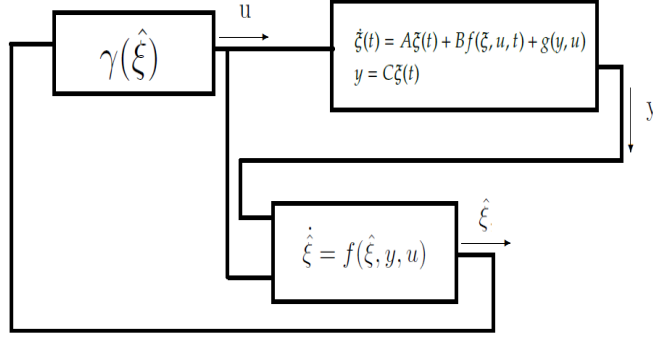 u
γ(ξ̂)
ξ̇(t) = Aξ(t) + Bf(ξ, u, t) + g(y, u)
y = Cξ(t)
y
ξ̂
ξ̂̇ = f(ξ̂, y, u)